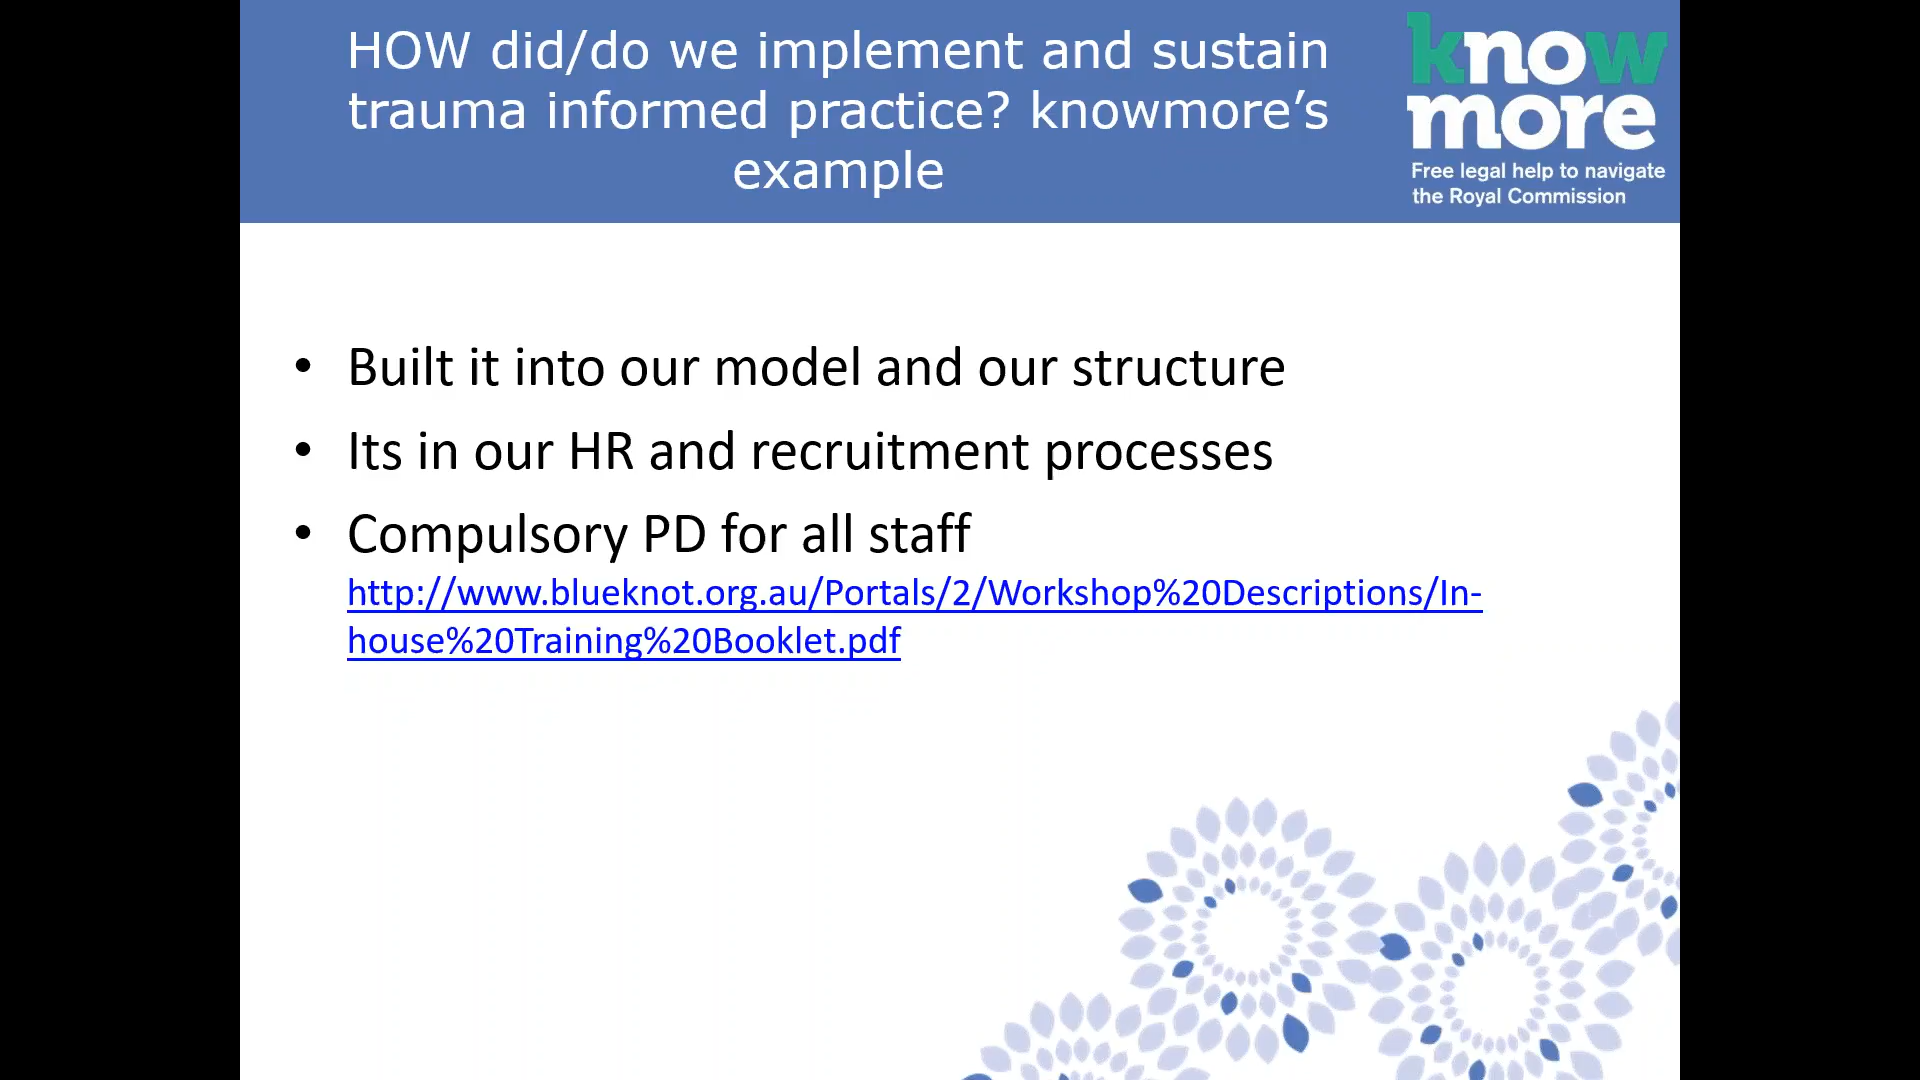 HOW did/do we implement and sustain
trauma informed practice? knowmore’s
example
know
more
Free legal help to navigate
the Royal Commission
• Built it into our model and our structure
• Its in our HR and recruitment processes
• Compulsory PD for all staff
http://www.blueknot.org.au/Portals/2/Workshop%20Descriptions/In-
house%20Training%20Booklet.pdf